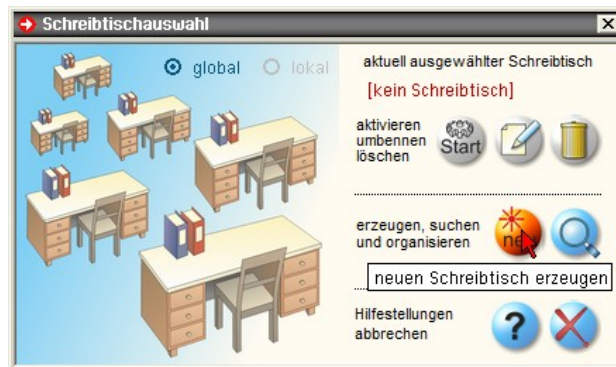 Schreibtischauswahl
global lokal
aktuell ausgewählter Schreibtisch
[kein Schreibtisch]
aktivieren
umbennen
löschen
Start
erzeugen, suchen
und organisieren
neuen Schreibtisch erzeugen
Hilfestellungen
abbrechen
?